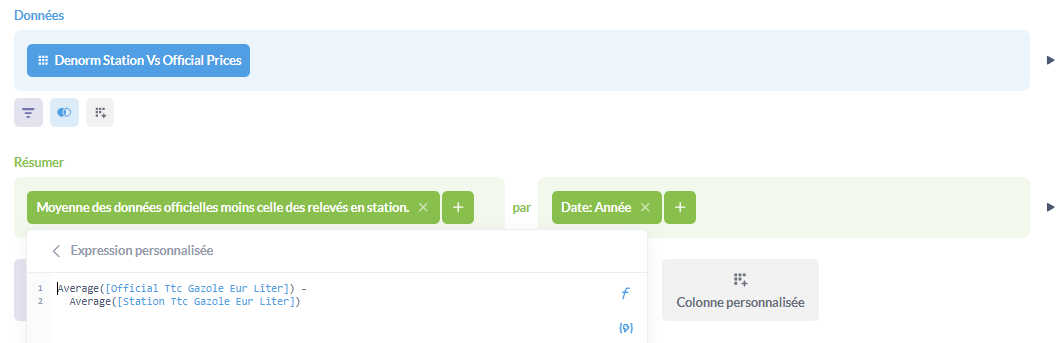 Données
Denorm Station Vs Official Prices
Résumer
Moyenne des données officielles moins celle des relevés en station. ×
+
par
Date: Année ×
+
Expression personnalisée
1 Average([Official Ttc Gazole Eur Liter]) -
2 Average([Station Ttc Gazole Eur Liter])
f
Colonne personnalisée